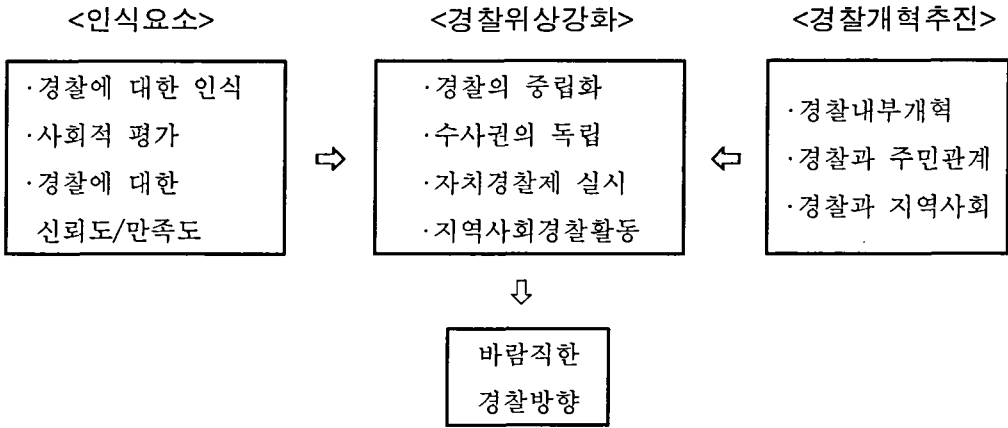 <인식요소>
·경찰에 대한 인식
·사회적 평가
·경찰에 대한
신뢰도/만족도
<경찰위상강화>
·경찰의 중립화
·수사권의 독립
·자치경찰제 실시
·지역사회경찰활동
<경찰개혁추진>
·경찰내부개혁
·경찰과 주민관계
·경찰과 지역사회
바람직한
경찰방향